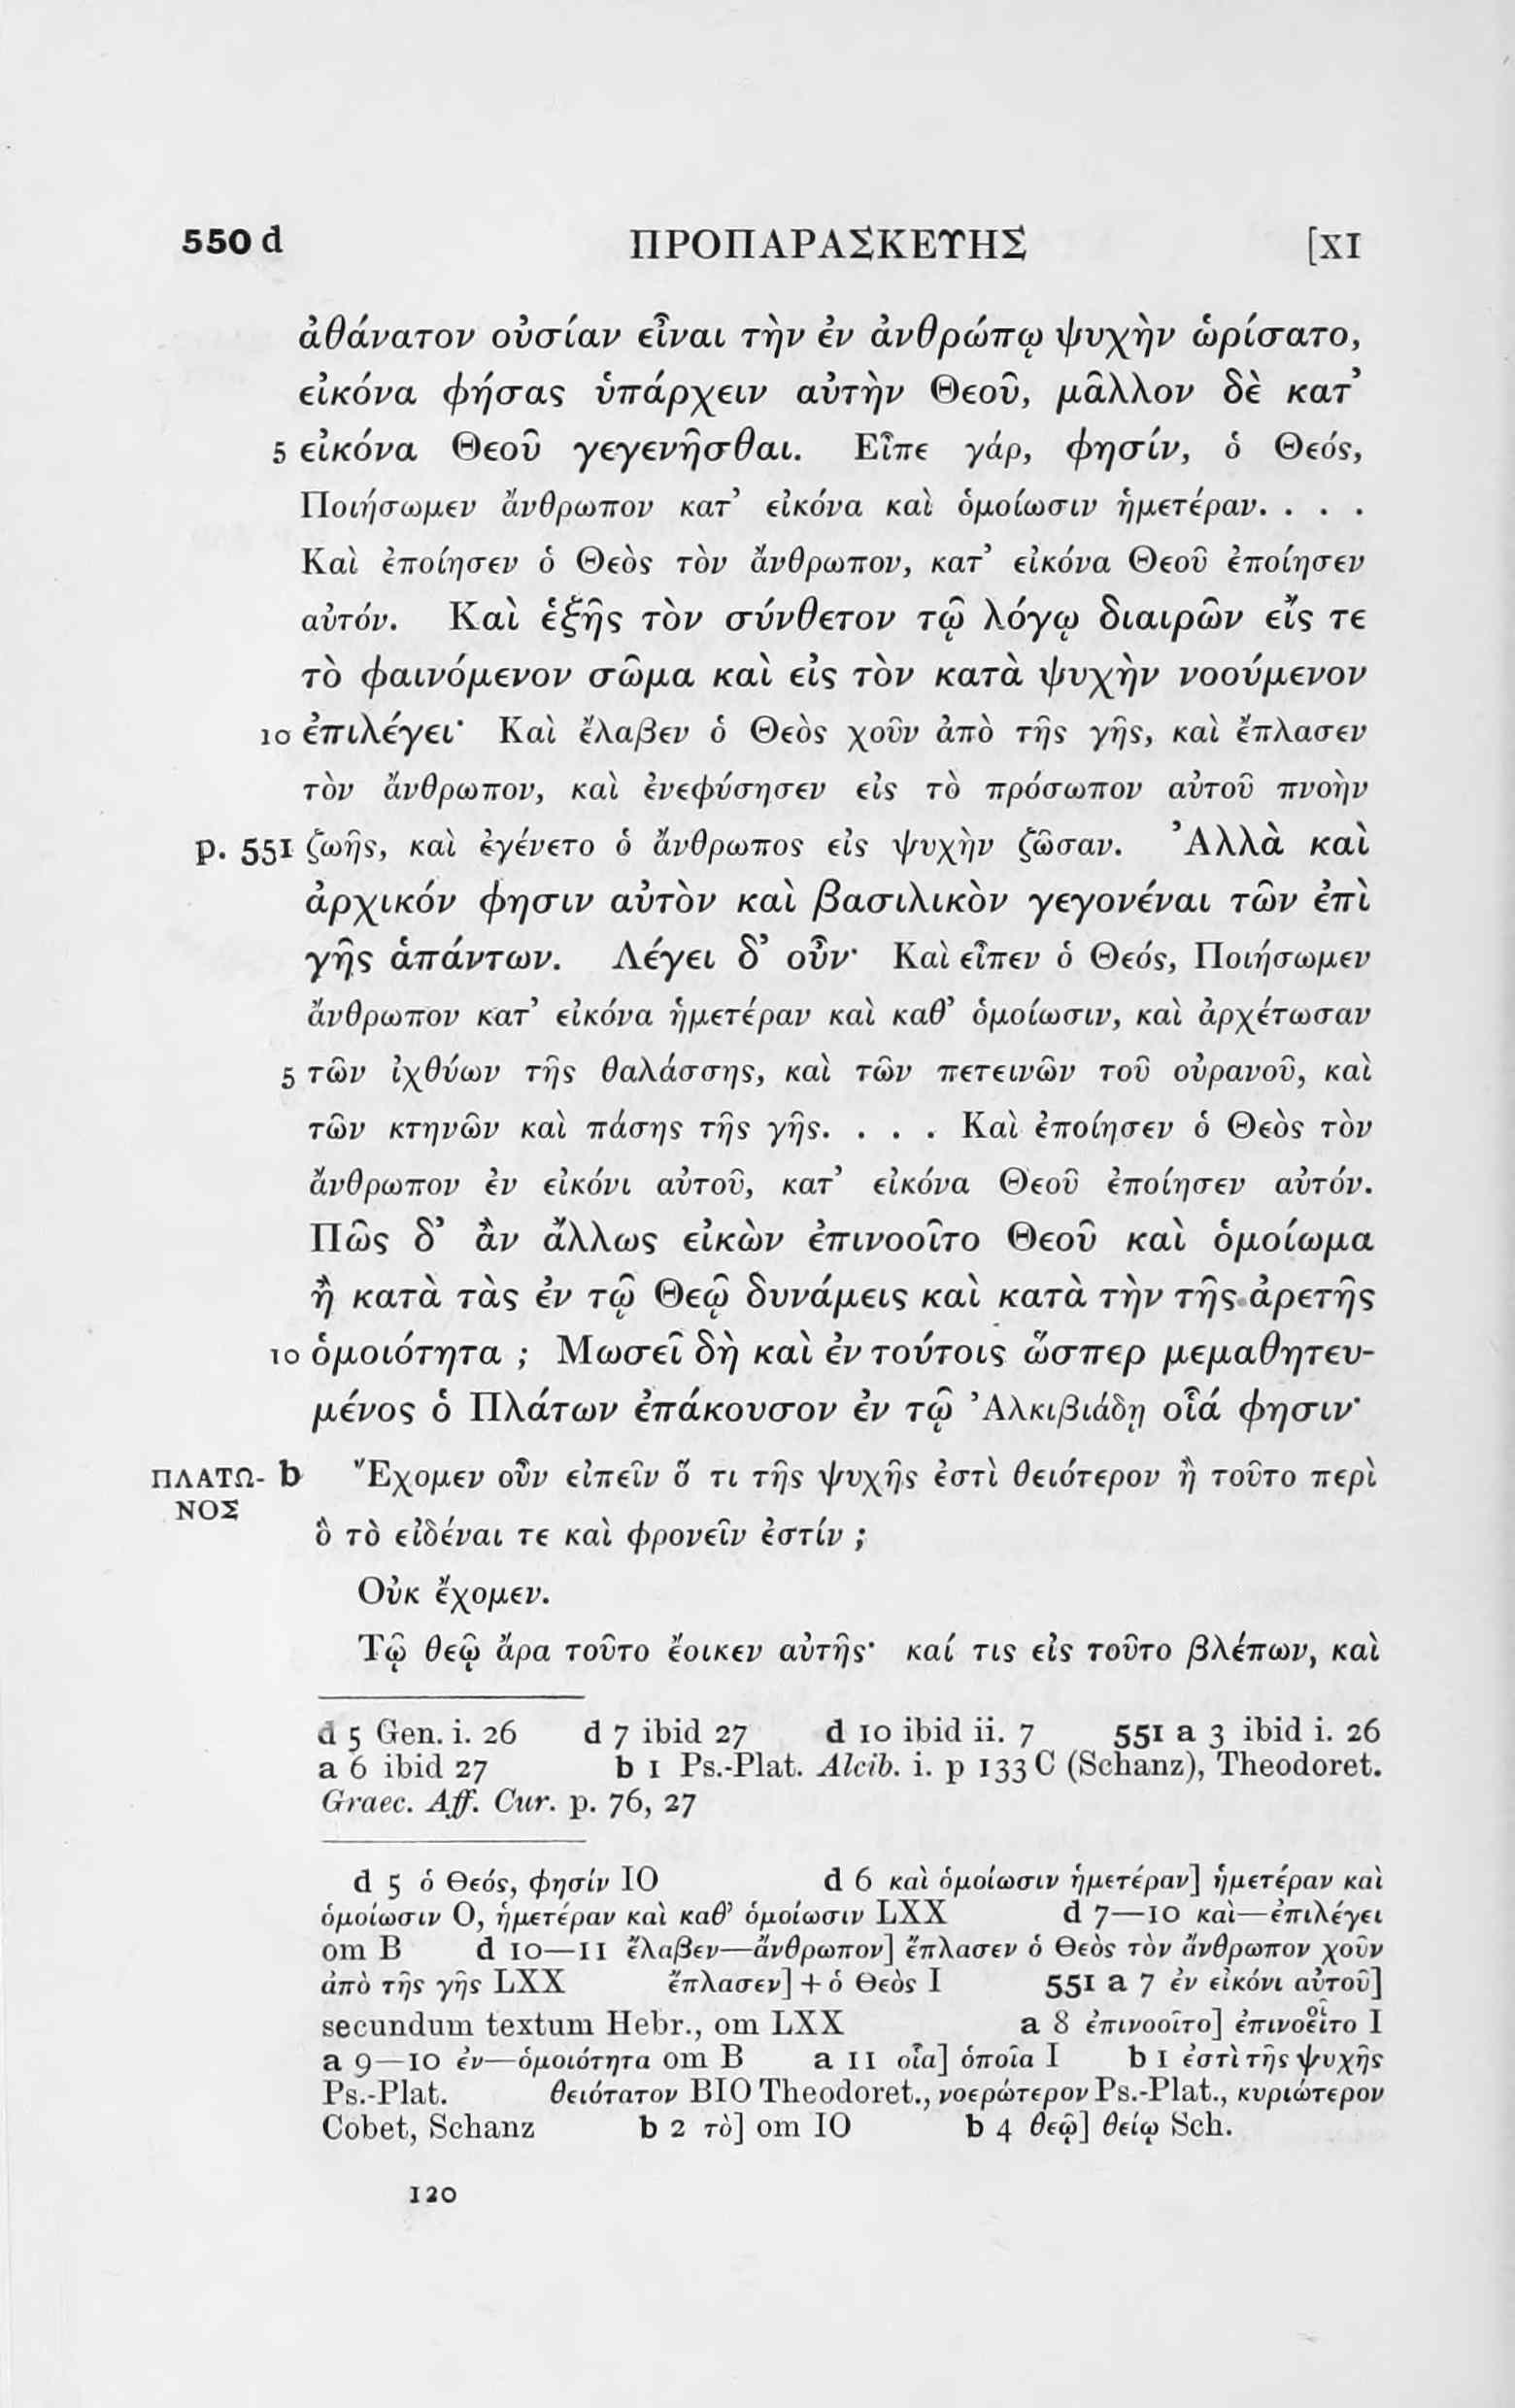 550 d ΠΡΟΠΑΡΑΣΚΕΥΗΣ [XI
ἀθάνατον οὐσίαν εἶναι τὴν ἐν ἀνθρώπῳ ψυχὴν ὡρίσατο,
εἰκόνα φήσας ὑπάρχειν αὐτὴν Θεοῦ, μᾶλλον δὲ κατ’
5 εἰκόνα Θεοῦ γεγενῆσθαι. Εἶπε γάρ, φησίν, ὁ Θεός,
Ποιήσωμεν ἄνθρωπον κατ’ εἰκόνα καὶ ὁμοίωσιν ἡμετέραν. . . .
Καὶ ἐποίησεν ὁ Θεὸς τὸν ἄνθρωπον, κατ’ εἰκόνα Θεοῦ ἐποίησεν
αὐτόν. Καὶ ἑξῆς τὸν σύνθετον τῷ λόγῳ διαιρῶν εἴς τε
τὸ φαινόμενον σῶμα καὶ εἰς τὸν κατὰ ψυχὴν νοούμενον
10 ἐπιλέγει· Καὶ ἔλαβεν ὁ Θεὸς χοῦν ἀπὸ τῆς γῆς, καὶ ἔπλασεν
τὸν ἄνθρωπον, καὶ ἐνεφύσησεν εἰς τὸ πρόσωπον αὐτοῦ πνοὴν
p. 551 ζωῆς, καὶ ἐγένετο ὁ ἄνθρωπος εἰς ψυχὴν ζῶσαν. Ἀλλὰ καὶ
ἀρχικόν φησιν αὐτὸν καὶ βασιλικὸν γεγονέναι τῶν ἐπὶ
γῆς ἁπάντων. Λέγει δ’ οὖν· Καὶ εἶπεν ὁ Θεός, Ποιήσωμεν
ἄνθρωπον κατ’ εἰκόνα ἡμετέραν καὶ καθ’ ὁμοίωσιν, καὶ ἀρχέτωσαν
5 τῶν ἰχθύων τῆς θαλάσσης, καὶ τῶν πετεινῶν τοῦ οὐρανοῦ, καὶ
τῶν κτηνῶν καὶ πάσης τῆς γῆς. . . . Καὶ ἐποίησεν ὁ Θεὸς τὸν
ἄνθρωπον ἐν εἰκόνι αὐτοῦ, κατ’ εἰκόνα Θεοῦ ἐποίησεν αὐτόν.
Πῶς δ’ ἂν ἄλλως εἰκὼν ἐπινοοῖτο Θεοῦ καὶ ὁμοίωμα
ἢ κατὰ τὰς ἐν τῷ Θεῷ δυνάμεις καὶ κατὰ τὴν τῆς ἀρετῆς
10 ὁμοιότητα ; Μωσεῖ δὴ καὶ ἐν τούτοις ὥσπερ μεμαθητευ-
μένος ὁ Πλάτων ἐπάκουσον ἐν τῷ Ἀλκιβιάδῃ οἷά φησιν·
ΠΛΑΤΩ- b Ἔχομεν οὖν εἰπεῖν ὅ τι τῆς ψυχῆς ἐστὶ θειότερον ἢ τοῦτο περὶ
ΝΟΣ
ὃ τὸ εἰδέναι τε καὶ φρονεῖν ἐστίν ;
Οὐκ ἔχομεν.
Τῷ θεῷ ἄρα τοῦτο ἔοικεν αὐτῆς· καί τις εἰς τοῦτο βλέπων, καὶ
d 5 Gen. i. 26 d 7 ibid 27 d 10 ibid ii. 7 551 a 3 ibid i. 26
a 6 ibid 27 b 1 Ps.-Plat. Alcib. i. p 133 C (Schanz), Theodoret.
Graec. Aff. Cur. p. 76, 27
d 5 ὁ Θεός, φησίν IO d 6 καὶ ὁμοίωσιν ἡμετέραν] ἡμετέραν καὶ
ὁμοίωσιν O, ἡμετέραν καὶ καθ’ ὁμοίωσιν LXX d 7—10 καὶ—ἐπιλέγει
om B d 10—11 ἔλαβεν—ἄνθρωπον] ἔπλασεν ὁ Θεὸς τὸν ἄνθρωπον χοῦν
ἀπὸ τῆς γῆς LXX ἔπλασεν] + ὁ Θεὸς I 551 a 7 ἐν εἰκόνι αὐτοῦ]
secundum textum Hebr., om LXX a 8 ἐπινοοῖτο] I
a 9—10 ἐν—ὁμοιότητα om B a 11 οἷα] ὁποῖα I b 1 ἐστὶ τῆς ψυχῆς
Ps.-Plat. θειότατον BIO Theodoret., νοερώτερον Ps.-Plat., κυριώτερον
Cobet, Schanz b 2 τὸ] om IO b 4 θεῷ] θείῳ Sch.
120